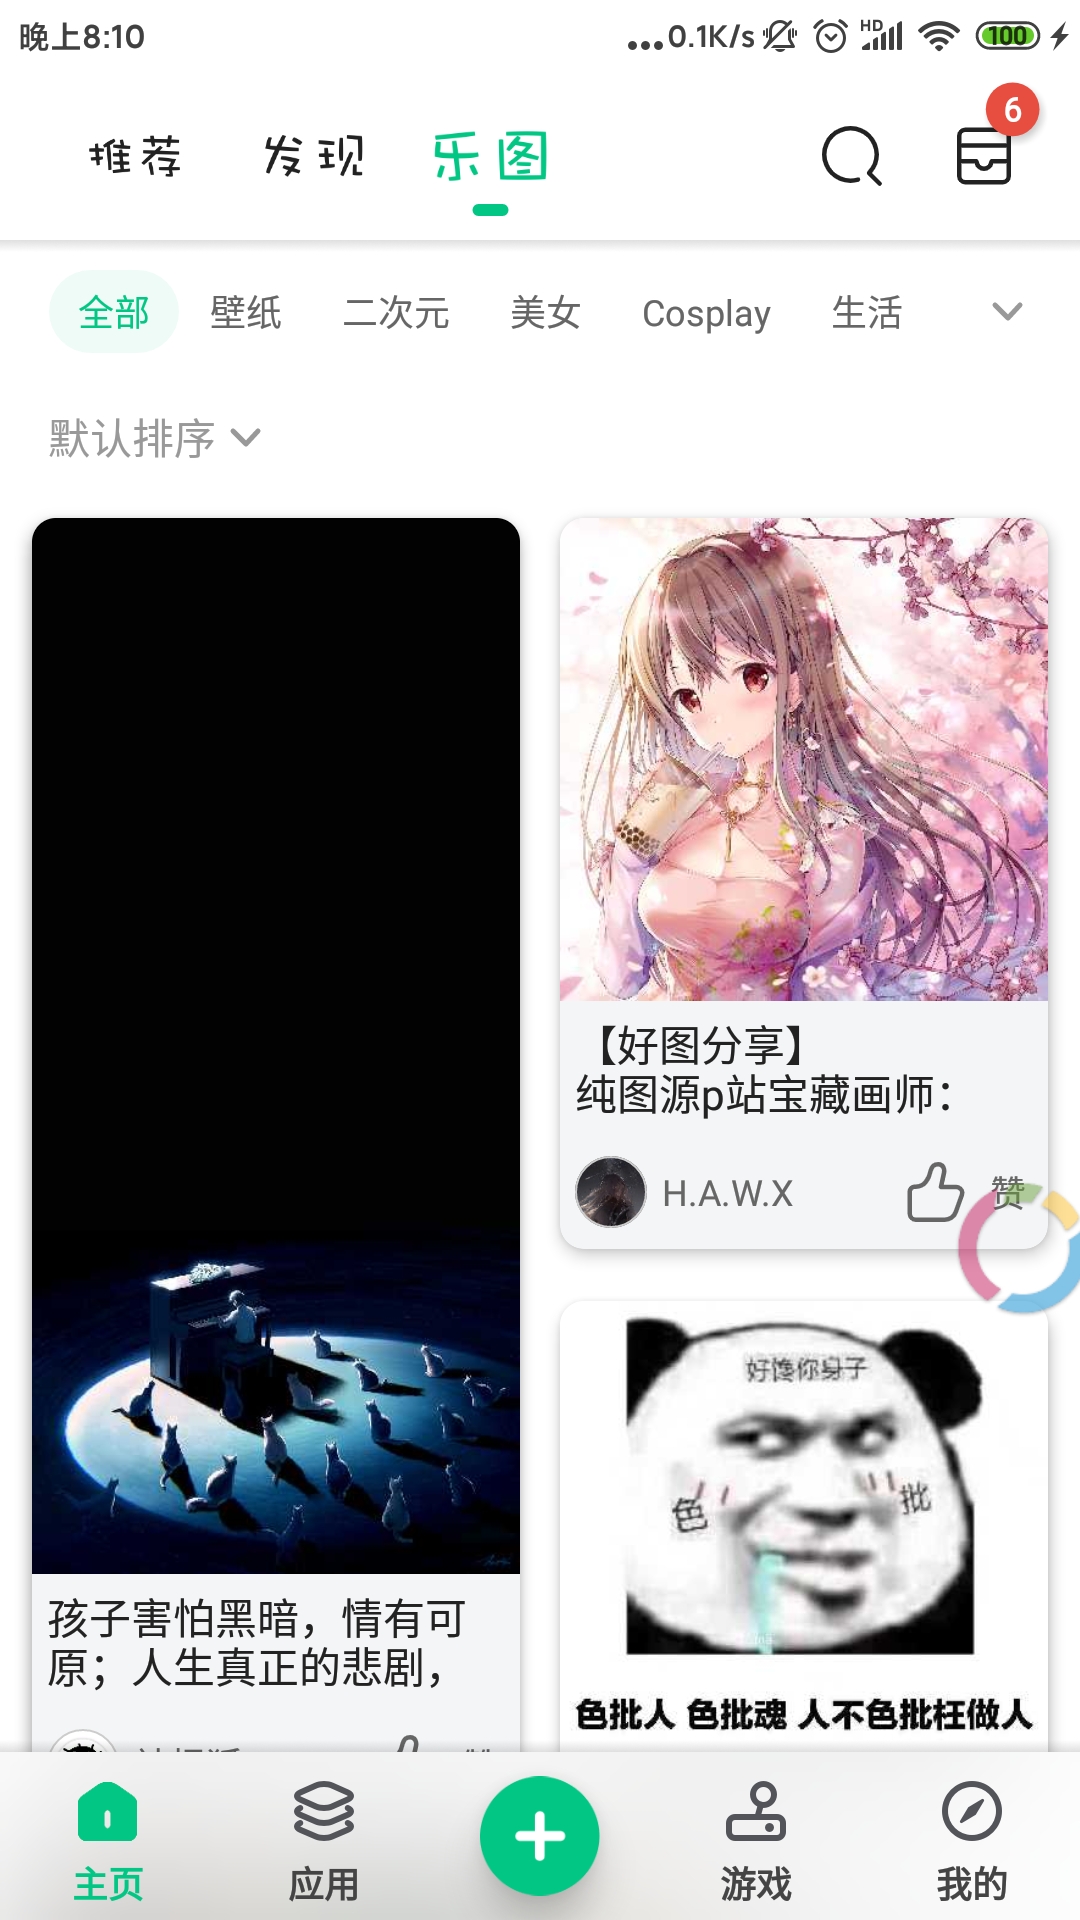 晚上8:10
...0.1K/s
HD
100
推荐 发现 乐图
6
全部 壁纸 二次元 美女 Cosplay 生活
默认排序
【好图分享】
纯图源p站宝藏画师：
H.A.W.X
赞
好馋你身子
色 批
色批人 色批魂 人不色批枉做人
孩子害怕黑暗，情有可
原；人生真正的悲剧，
主页 应用 游戏 我的